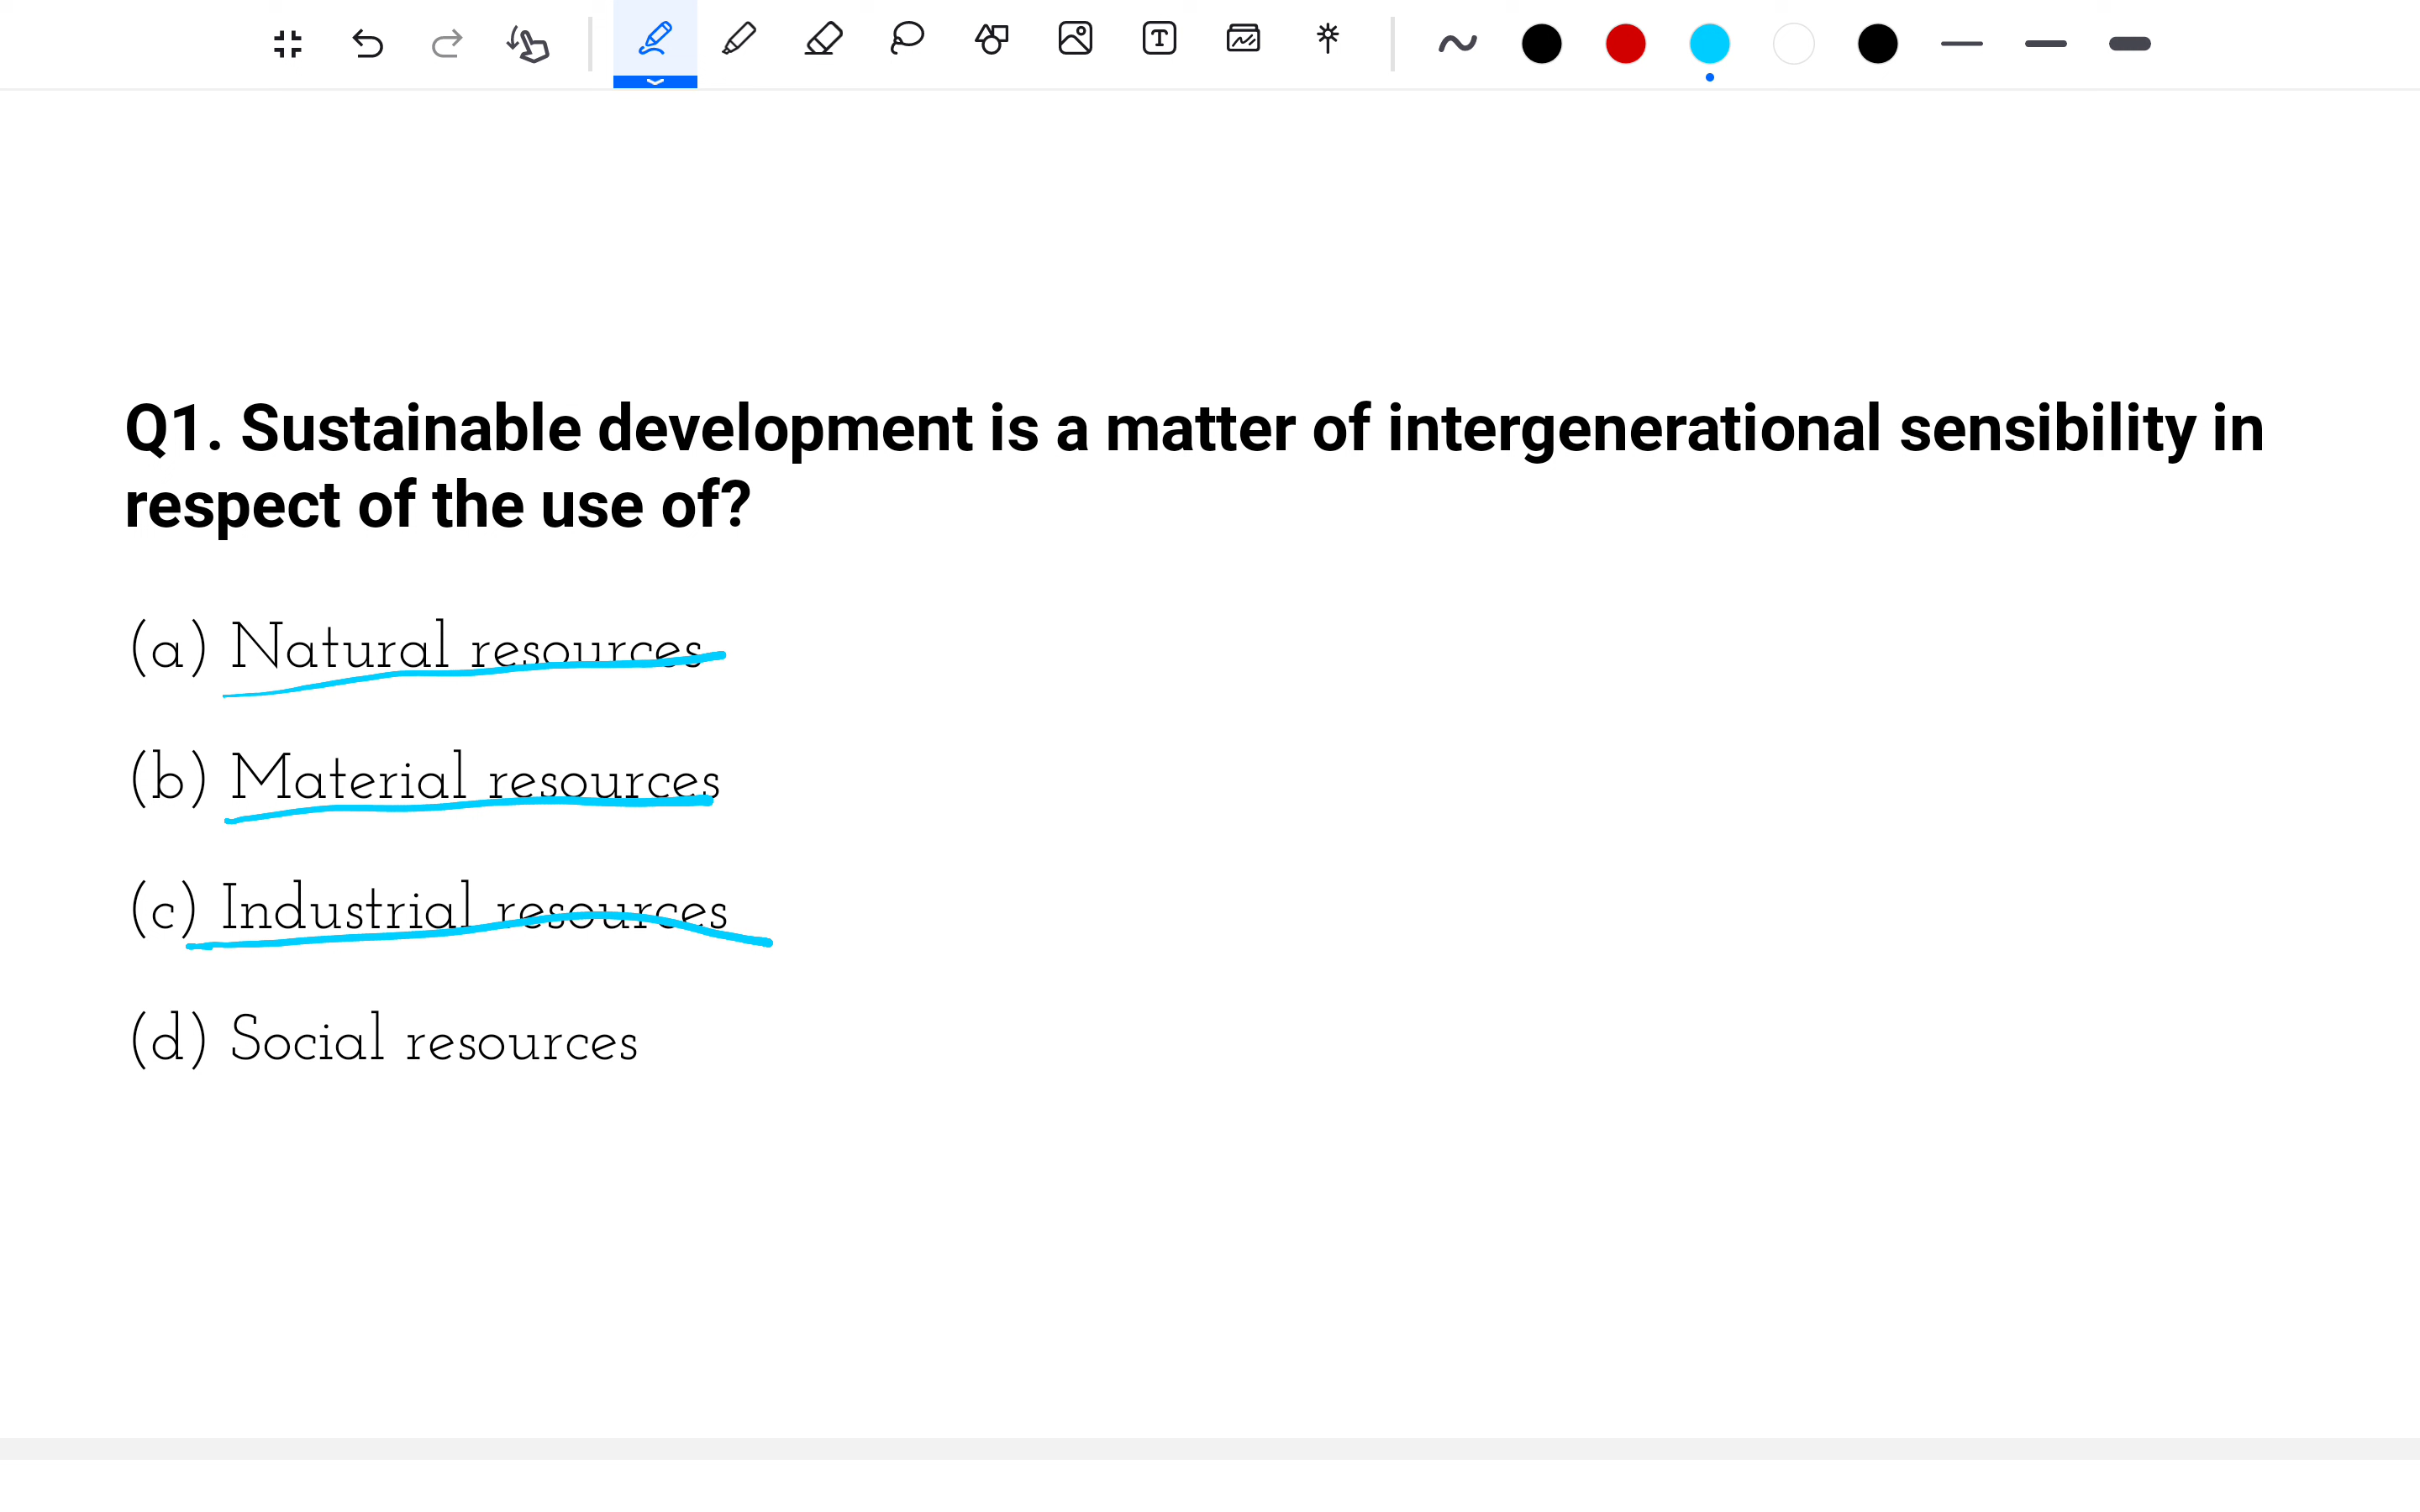 Q1. Sustainable development is a matter of intergenerational sensibility in
respect of the use of?
(a) Natural resources
(b) Material resources
(c) Industrial resources
(d) Social resources